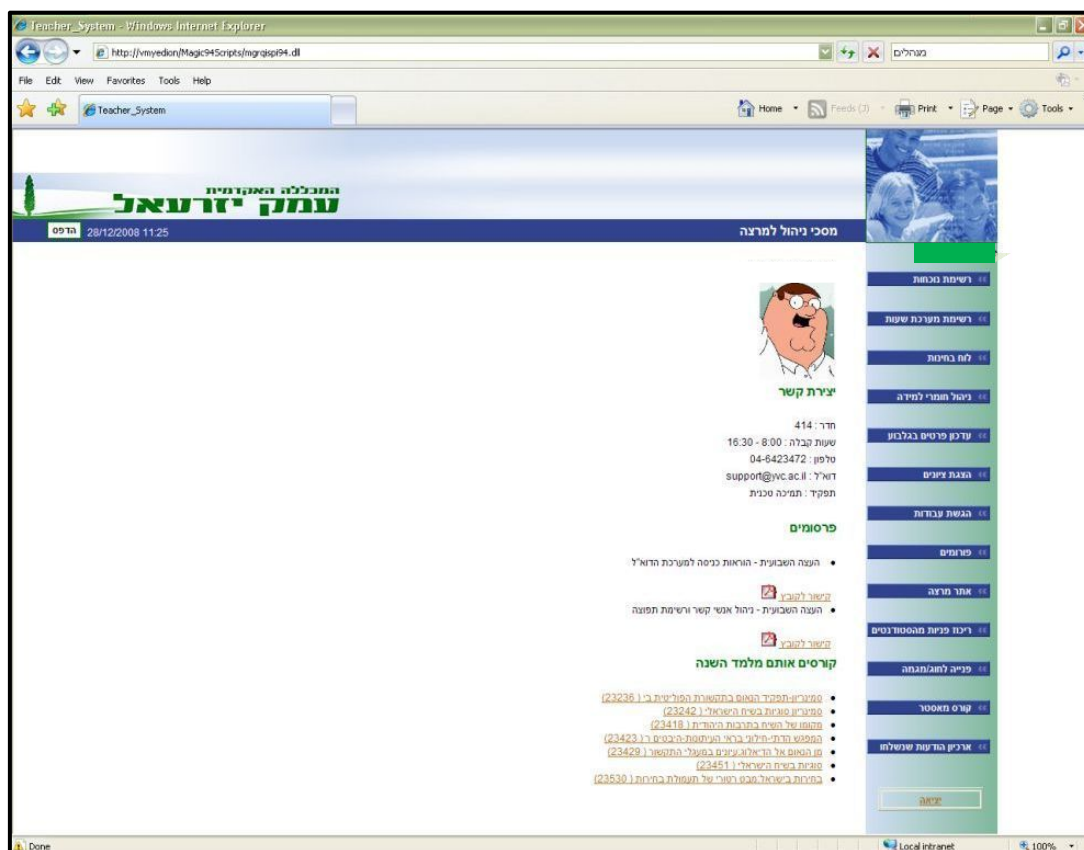 Teacher_System - Windows Internet Explorer
http://vmyedion/Magic94Scripts/mgrqispi94.dll
מנהלים
File Edit View Favorites Tools Help
Teacher_System
Home Feeds (J) Print Page Tools
המכללה האקדמית
עמק יזרעאל
מסכי ניהול למרצה
28/12/2008 11:25
הדפס
רשימת נוכחות
רשימת מערכת שעות
לוח בחינות
ניהול חומרי למידה
עדכון פרטים בגלבוע
הצגת ציונים
הגשת עבודות
פורומים
אתר מרצה
ריכוז פניות מהסטודנטים
פנייה לחוג/מגמה
קורס מאסטר
ארכיון הודעות שנשלחו
יציאה
יצירת קשר
חדר : 414
שעות קבלה : 8:00 - 16:30
טלפון : 04-6423472
דוא"ל : support@yvc.ac.il
תפקיד : תמיכה טכנית
פרסומים
העצה השבועית - הוראות כניסה למערכת הדוא"ל
קישור לקובץ
העצה השבועית - ניהול אנשי קשר ורשימת תפוצה
קישור לקובץ
קורסים אותם מלמד השנה
סמינריון-תפקיד הנאום בתקשורת הפוליטית בי ( 23236)
סמינריון סוגיות בשיח הישראלי ( 23242)
מקומו של השיח בתרבות היהודית ( 23418)
המפגש הדתי-חילוני בראי העיתונות-היבטים ר ( 23423)
מן הנאום אל הדיאלוג:עיונים במעגלי התקשור ( 23429)
סוגיות בשיח הישראלי ( 23451)
בחירות בישראל:מבט רטורי של תעמולת בחירות ( 23530)
Done
Local intranet
100%